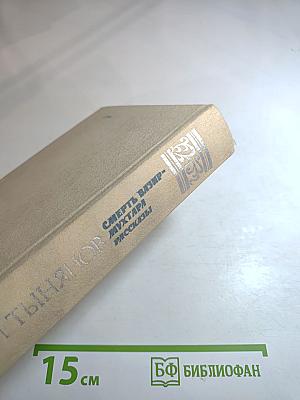 ТЫНЯНОВ
СМЕРТЬ ВАЗИР-
МУХТАРА
РАССКАЗЫ
15 см
БФ БИБЛИОФАН